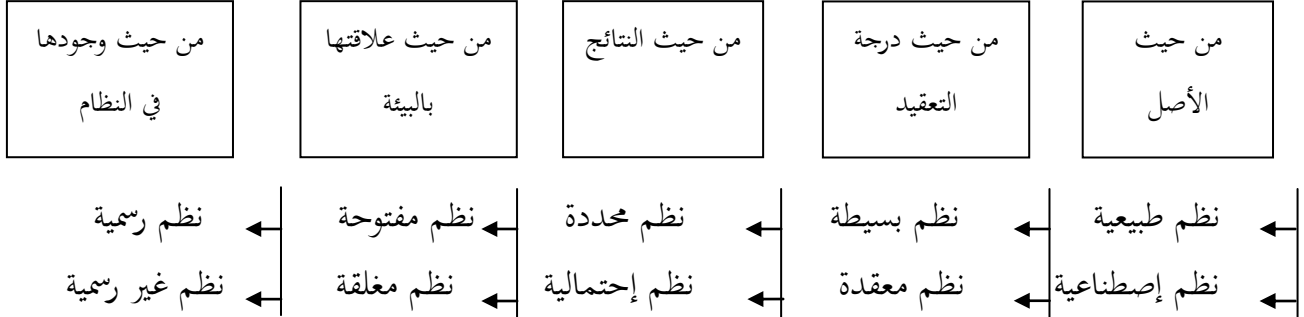 من حيث
الأصل
من حيث درجة
التعقيد
من حيث النتائج
من حيث علاقتها
بالبيئة
من حيث وجودها
في النظام
نظم طبيعية
نظم إصطناعية
نظم بسيطة
نظم معقدة
نظم محددة
نظم إحتمالية
نظم مفتوحة
نظم مغلقة
نظم رسمية
نظم غير رسمية